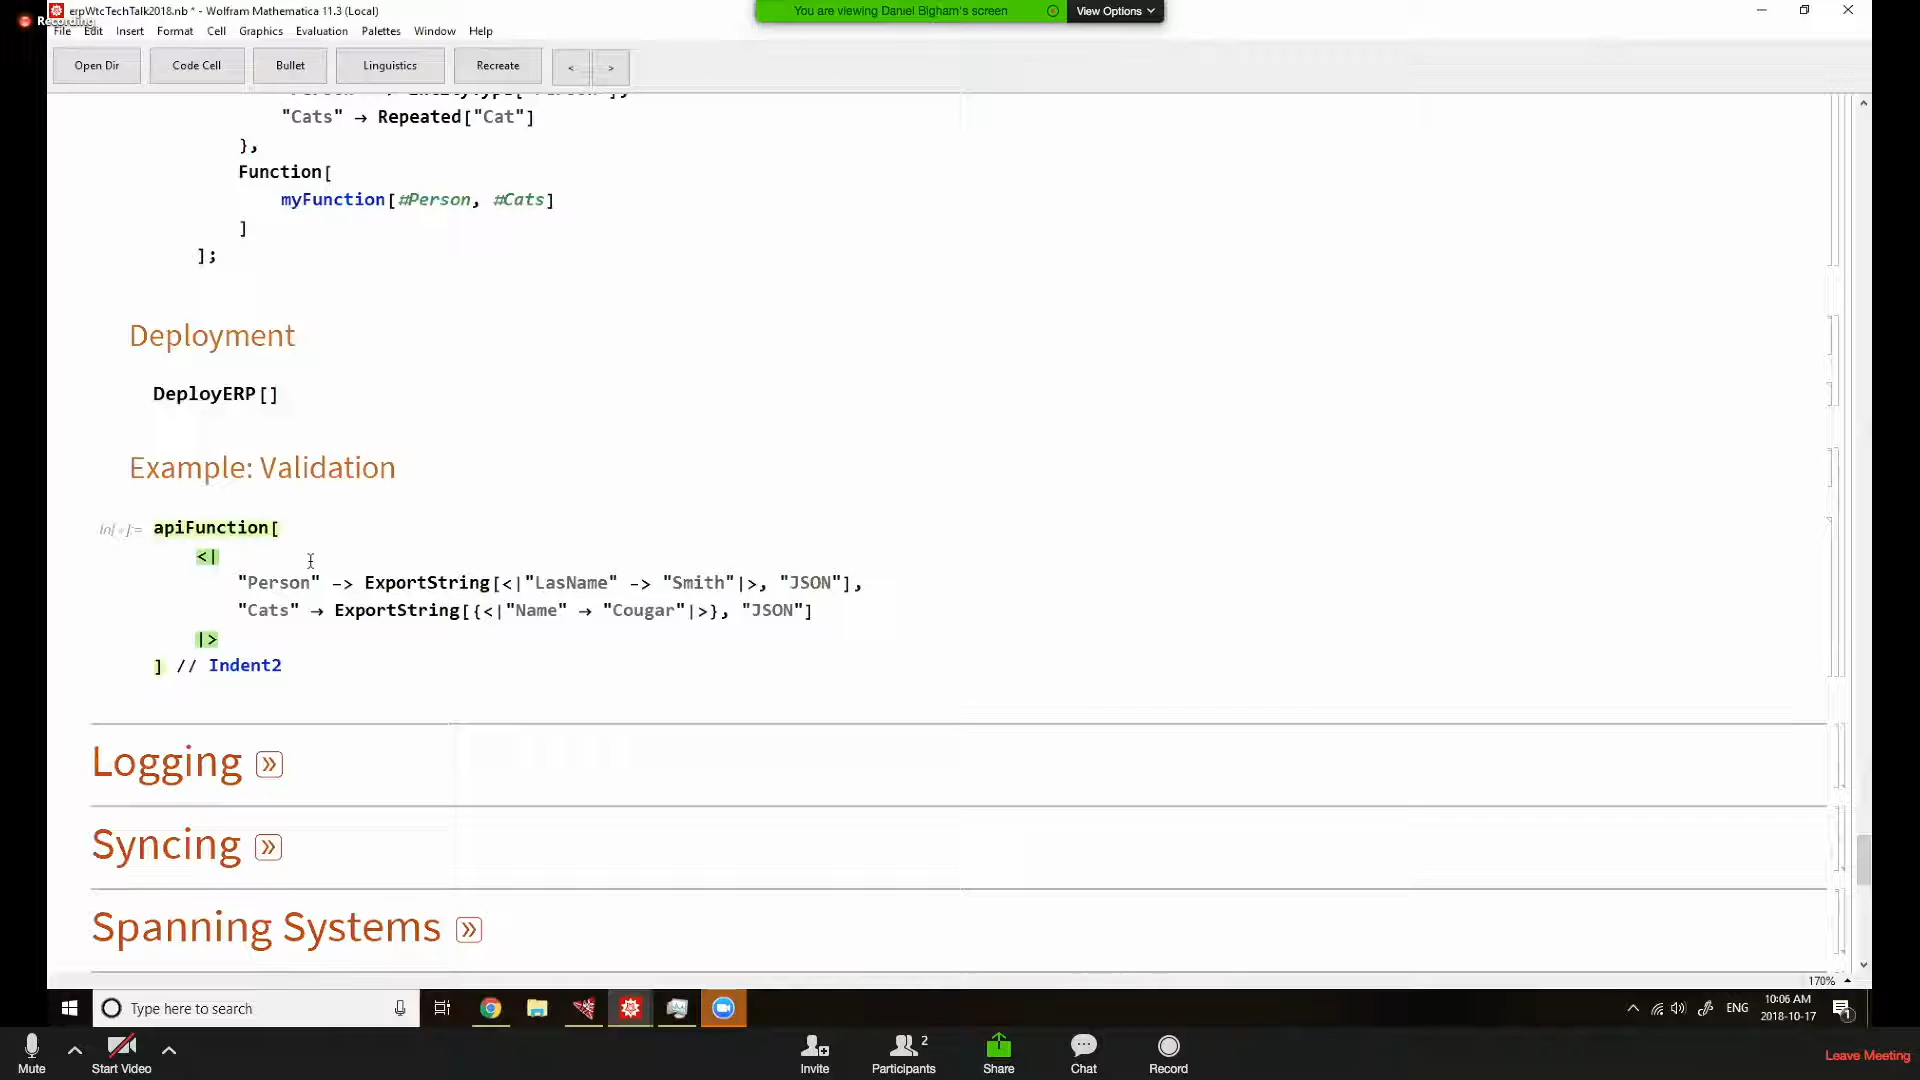 erpWtcTechTalk2018.nb * - Wolfram Mathematica 11.3 (Local)
You are viewing Daniel Bigham's screen
View Options
Recording
File Edit Insert Format Cell Graphics Evaluation Palettes Window Help
Open Dir Code Cell Bullet Linguistics Recreate < >
"Cats" → Repeated["Cat"]
},
Function[
myFunction[#Person, #Cats]
]
];
Deployment
DeployERP[]
Example: Validation
In[•]:= apiFunction[
<|
"Person" -> ExportString[<|"LasName" -> "Smith"|>, "JSON"],
"Cats" → ExportString[{<|"Name" → "Cougar"|>}, "JSON"]
|>
] // Indent2
Logging »
Syncing »
Spanning Systems »
170%
Type here to search
ENG
10:06 AM
2018-10-17
1
Mute
Start Video
Invite
Participants 2
Share
Chat
Record
Leave Meeting